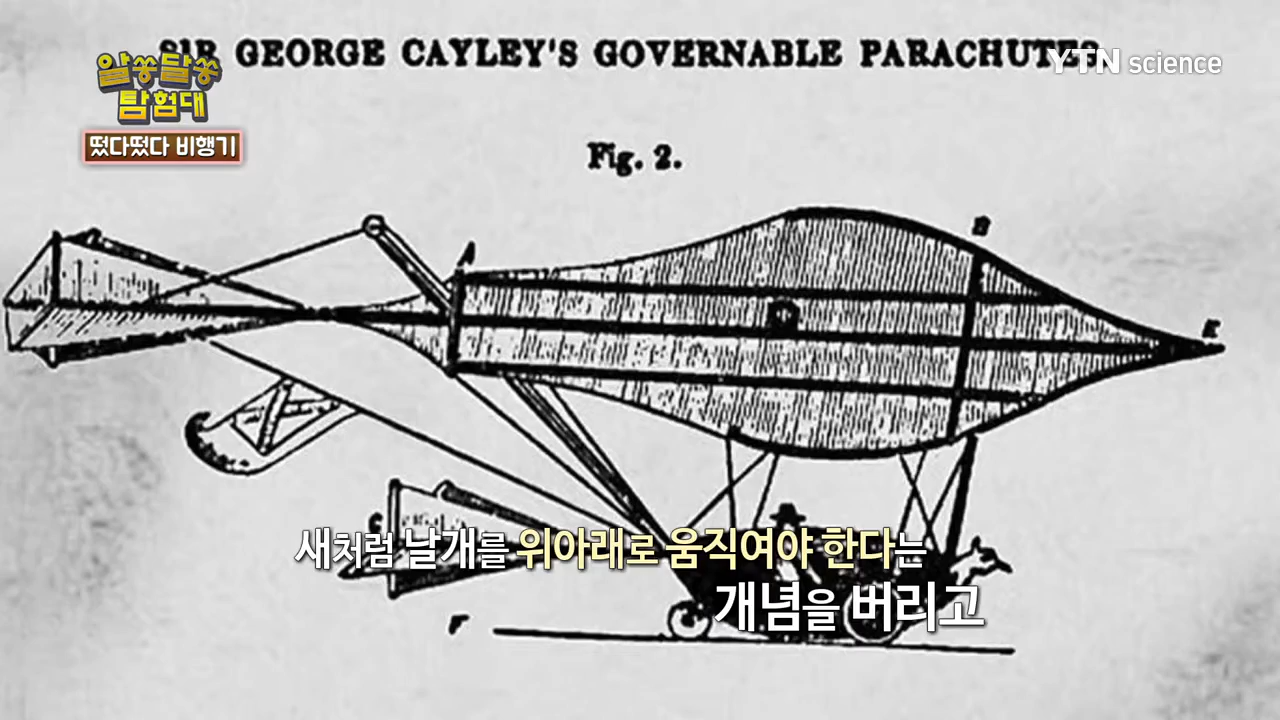 SIR GEORGE CAYLEY'S GOVERNABLE PARACHUTES.
YTN science
알쏭달쏭
탐험대
떴다떴다 비행기
Fig. 2.
A
B
E
C
F
새처럼 날개를 위아래로 움직여야 한다는
개념을 버리고